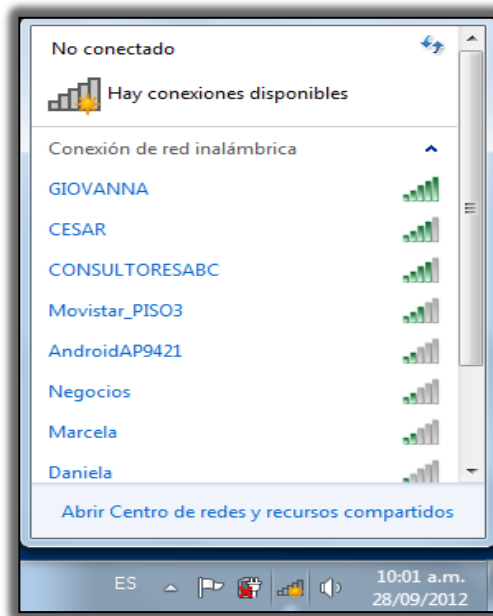 No conectado
Hay conexiones disponibles
Conexión de red inalámbrica
GIOVANNA
CESAR
CONSULTORESABC
Movistar_PISO3
AndroidAP9421
Negocios
Marcela
Daniela
Abrir Centro de redes y recursos compartidos
ES
10:01 a.m.
28/09/2012